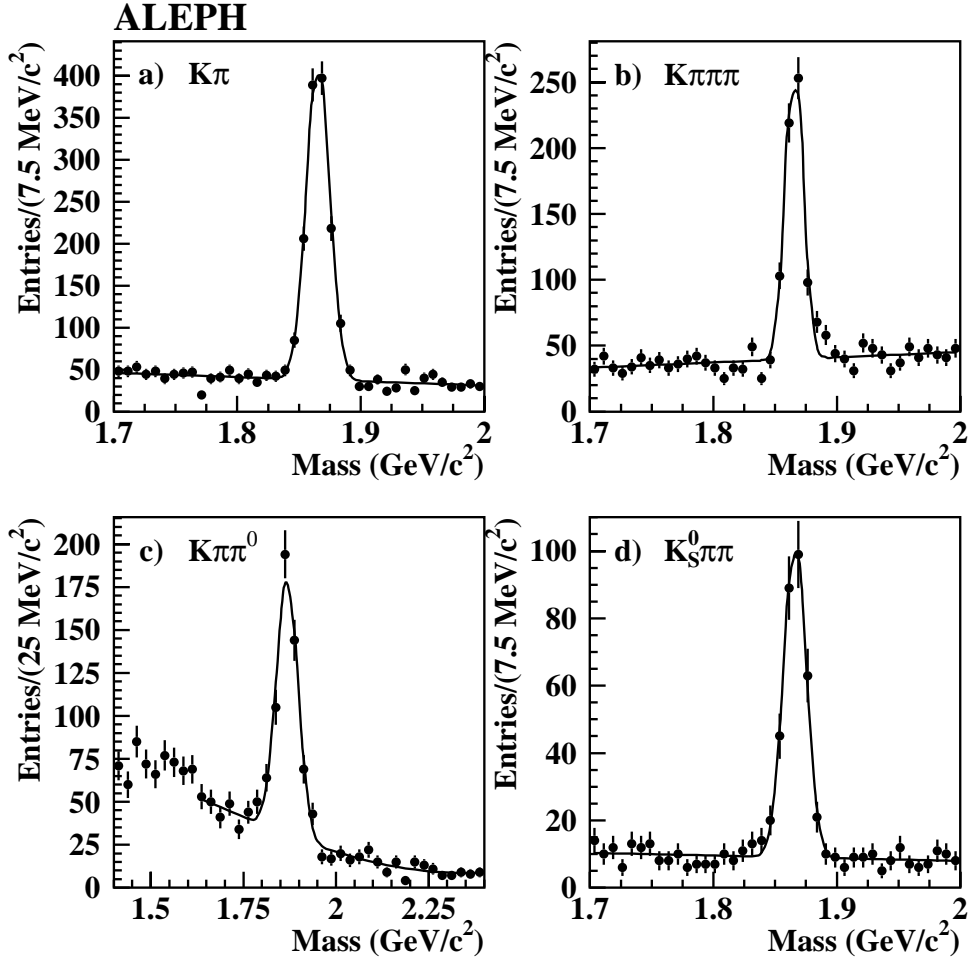 ALEPH
a) Kπ
Entries/(7.5 MeV/c²)
400
350
300
250
200
150
100
50
0
1.7 1.8 1.9 2
Mass (GeV/c²)
b) Kπππ
Entries/(7.5 MeV/c²)
250
200
150
100
50
0
1.7 1.8 1.9 2
Mass (GeV/c²)
c) Kππ⁰
Entries/(25 MeV/c²)
200
175
150
125
100
75
50
25
0
1.5 1.75 2 2.25
Mass (GeV/c²)
d) K⁰Sππ
Entries/(7.5 MeV/c²)
100
80
60
40
20
0
1.7 1.8 1.9 2
Mass (GeV/c²)